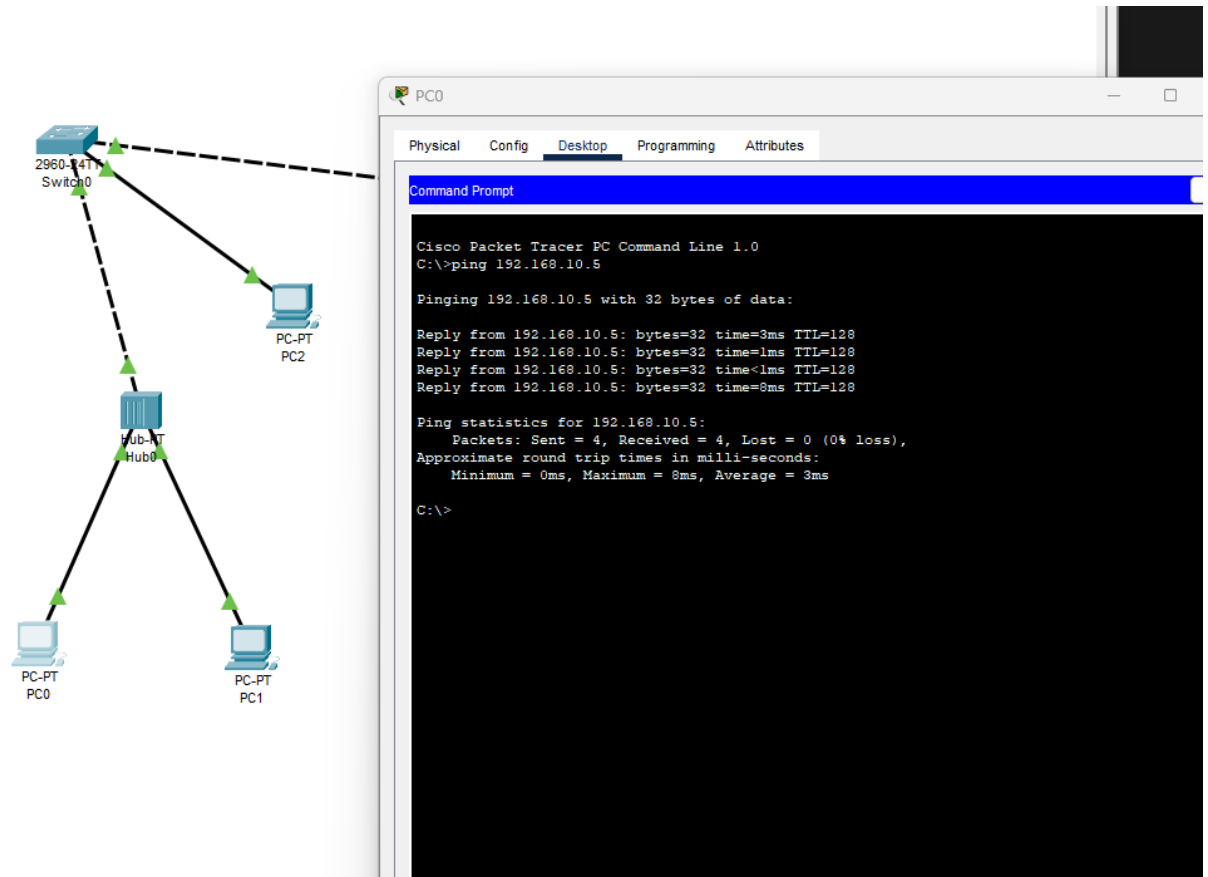 PC0
Physical Config Desktop Programming Attributes
Command Prompt
Cisco Packet Tracer PC Command Line 1.0
C:\>ping 192.168.10.5
Pinging 192.168.10.5 with 32 bytes of data:
Reply from 192.168.10.5: bytes=32 time=3ms TTL=128
Reply from 192.168.10.5: bytes=32 time=1ms TTL=128
Reply from 192.168.10.5: bytes=32 time<1ms TTL=128
Reply from 192.168.10.5: bytes=32 time=8ms TTL=128
Ping statistics for 192.168.10.5:
Packets: Sent = 4, Received = 4, Lost = 0 (0% loss),
Approximate round trip times in milli-seconds:
Minimum = 0ms, Maximum = 8ms, Average = 3ms
C:\>
2960-24TT
Switch0
PC-PT
PC2
Hub-PT
Hub0
PC-PT
PC0
PC-PT
PC1